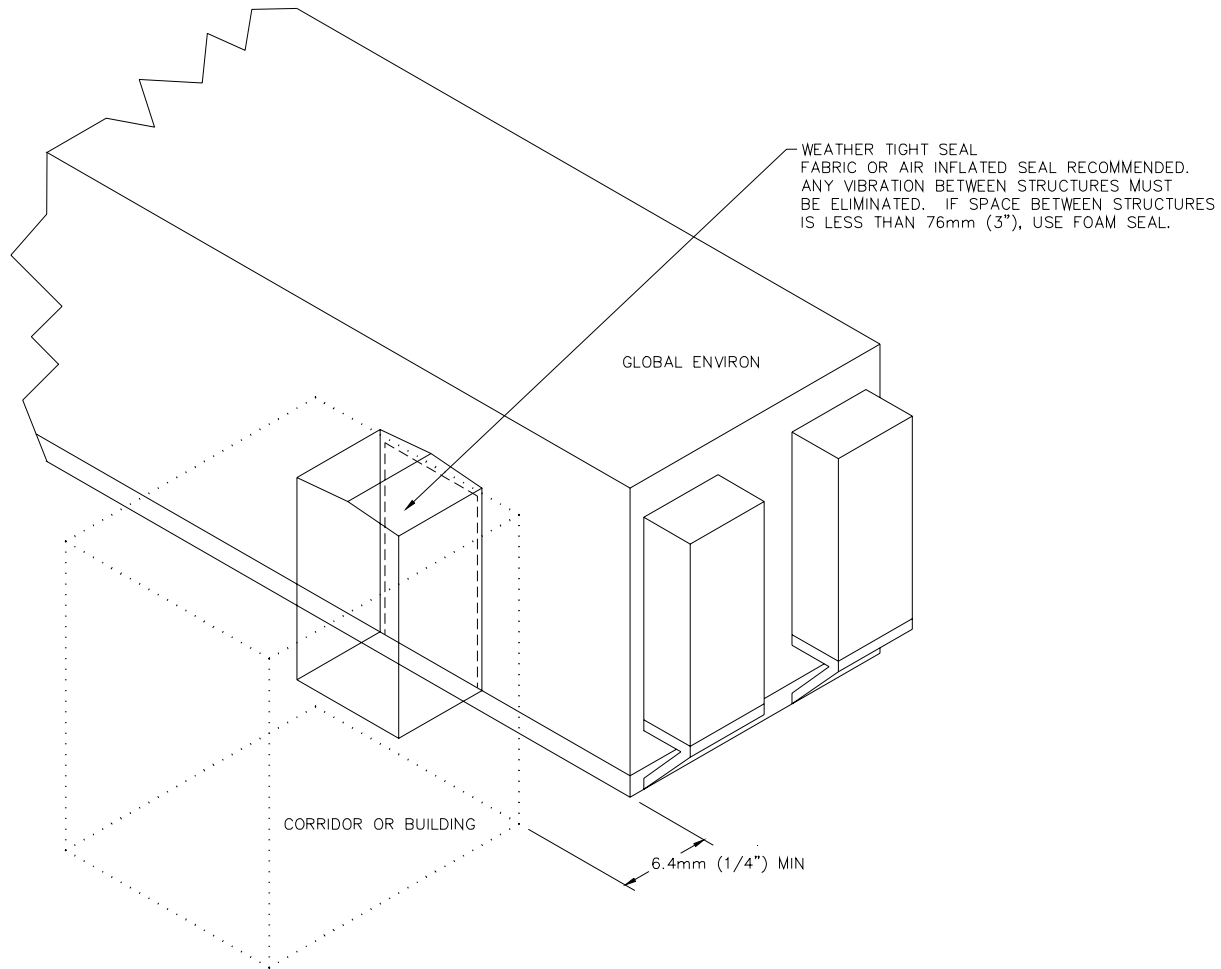 WEATHER TIGHT SEAL
FABRIC OR AIR INFLATED SEAL RECOMMENDED.
ANY VIBRATION BETWEEN STRUCTURES MUST
BE ELIMINATED. IF SPACE BETWEEN STRUCTURES
IS LESS THAN 76mm (3"), USE FOAM SEAL.
GLOBAL ENVIRON
CORRIDOR OR BUILDING
6.4mm (1/4") MIN